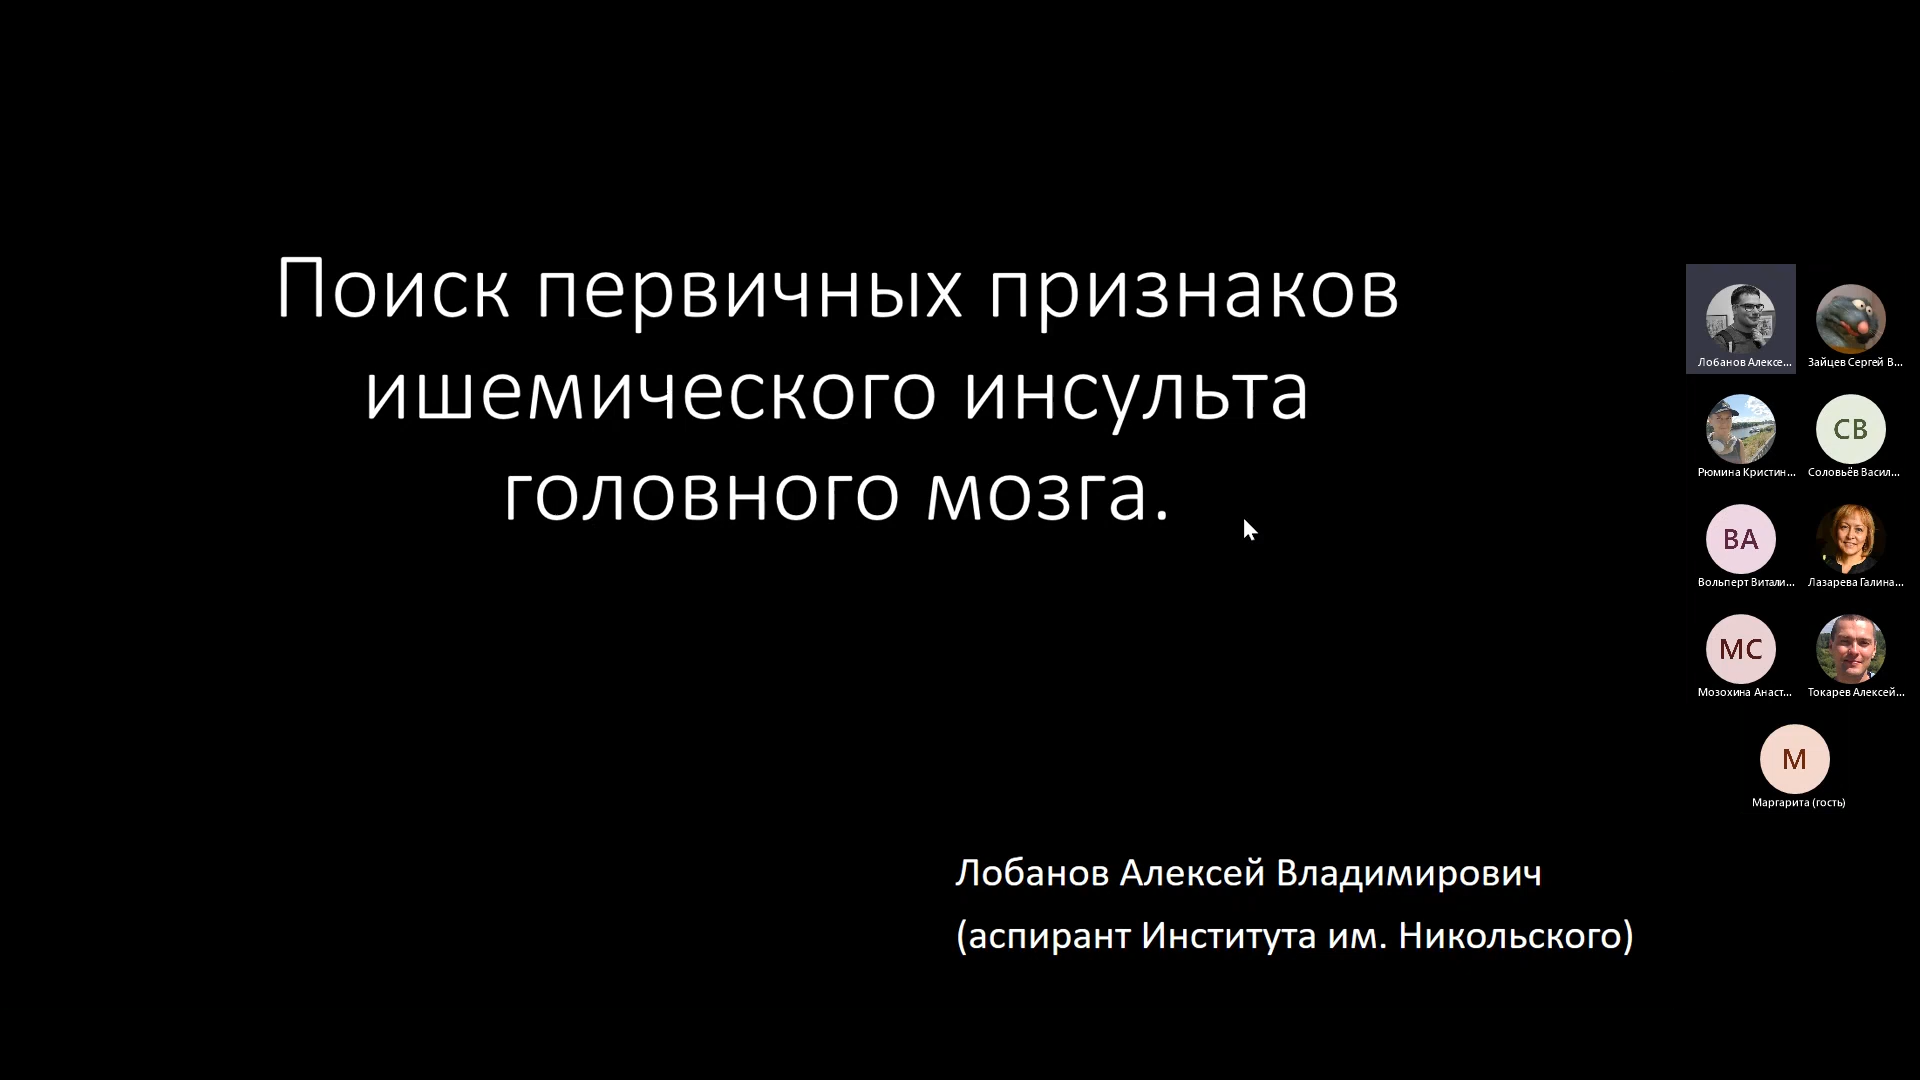 Поиск первичных признаков
ишемического инсульта
головного мозга.
Лобанов Алексей Владимирович
(аспирант Института им. Никольского)
Лобанов Алексе...
Зайцев Сергей В...
Рюмина Кристин...
СВ
Соловьёв Васил...
ВА
Вольперт Витали...
Лазарева Галина...
МС
Мозохина Анаст...
Токарев Алексей...
М
Маргарита (гость)